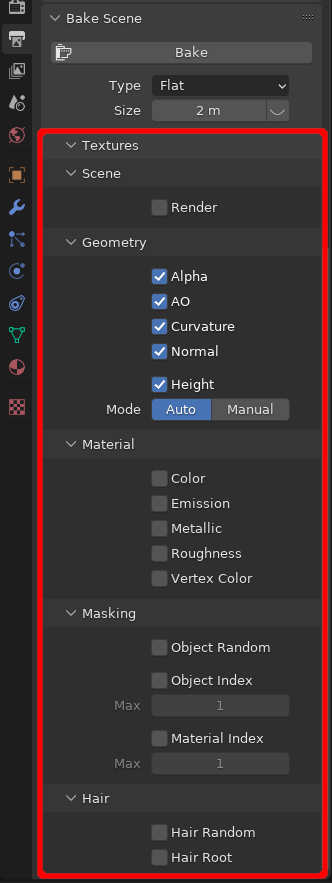 Bake Scene
Bake
Type Flat
Size 2 m
Textures
Scene
Render
Geometry
Alpha
AO
Curvature
Normal
Height
Mode Auto Manual
Material
Color
Emission
Metallic
Roughness
Vertex Color
Masking
Object Random
Object Index
Max 1
Material Index
Max 1
Hair
Hair Random
Hair Root